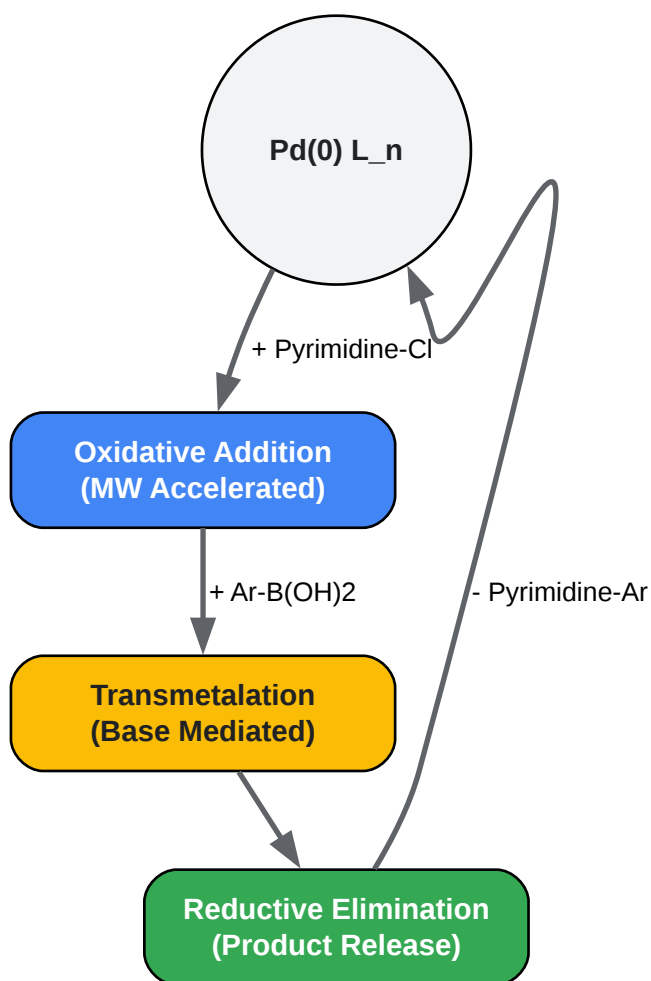 Pd(0) L_n
+ Pyrimidine-Cl
Oxidative Addition
(MW Accelerated)
+ Ar-B(OH)2
- Pyrimidine-Ar
Transmetalation
(Base Mediated)
Reductive Elimination
(Product Release)